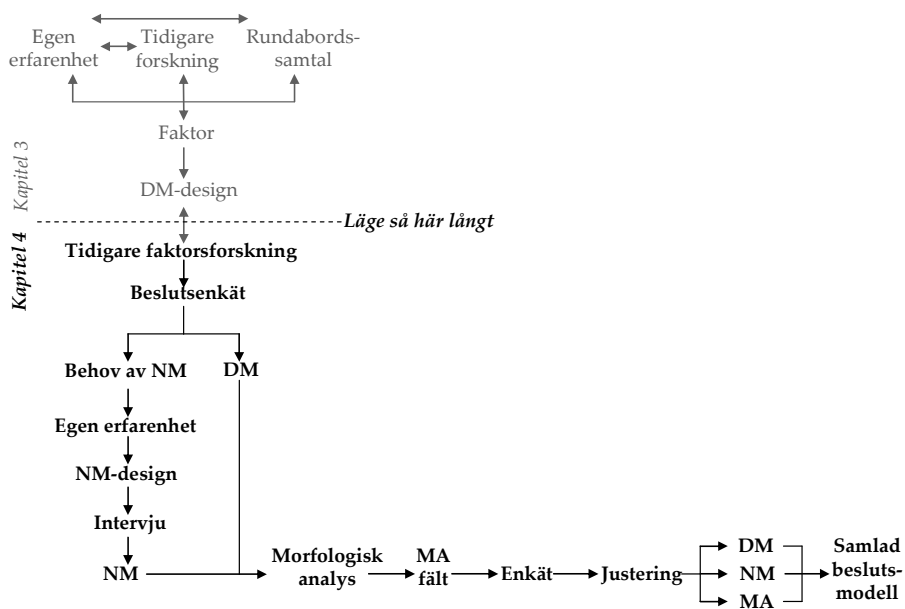 Egen
erfarenhet
Tidigare
forskning
Rundabords-
samtal
Faktor
DM-design
Kapitel 3
Läge så här långt
Kapitel 4
Tidigare faktorsforskning
Beslutsenkät
Behov av NM
DM
Egen erfarenhet
NM-design
Intervju
NM
Morfologisk
analys
MA
fält
Enkät
Justering
DM
NM
MA
Samlad
besluts-
modell